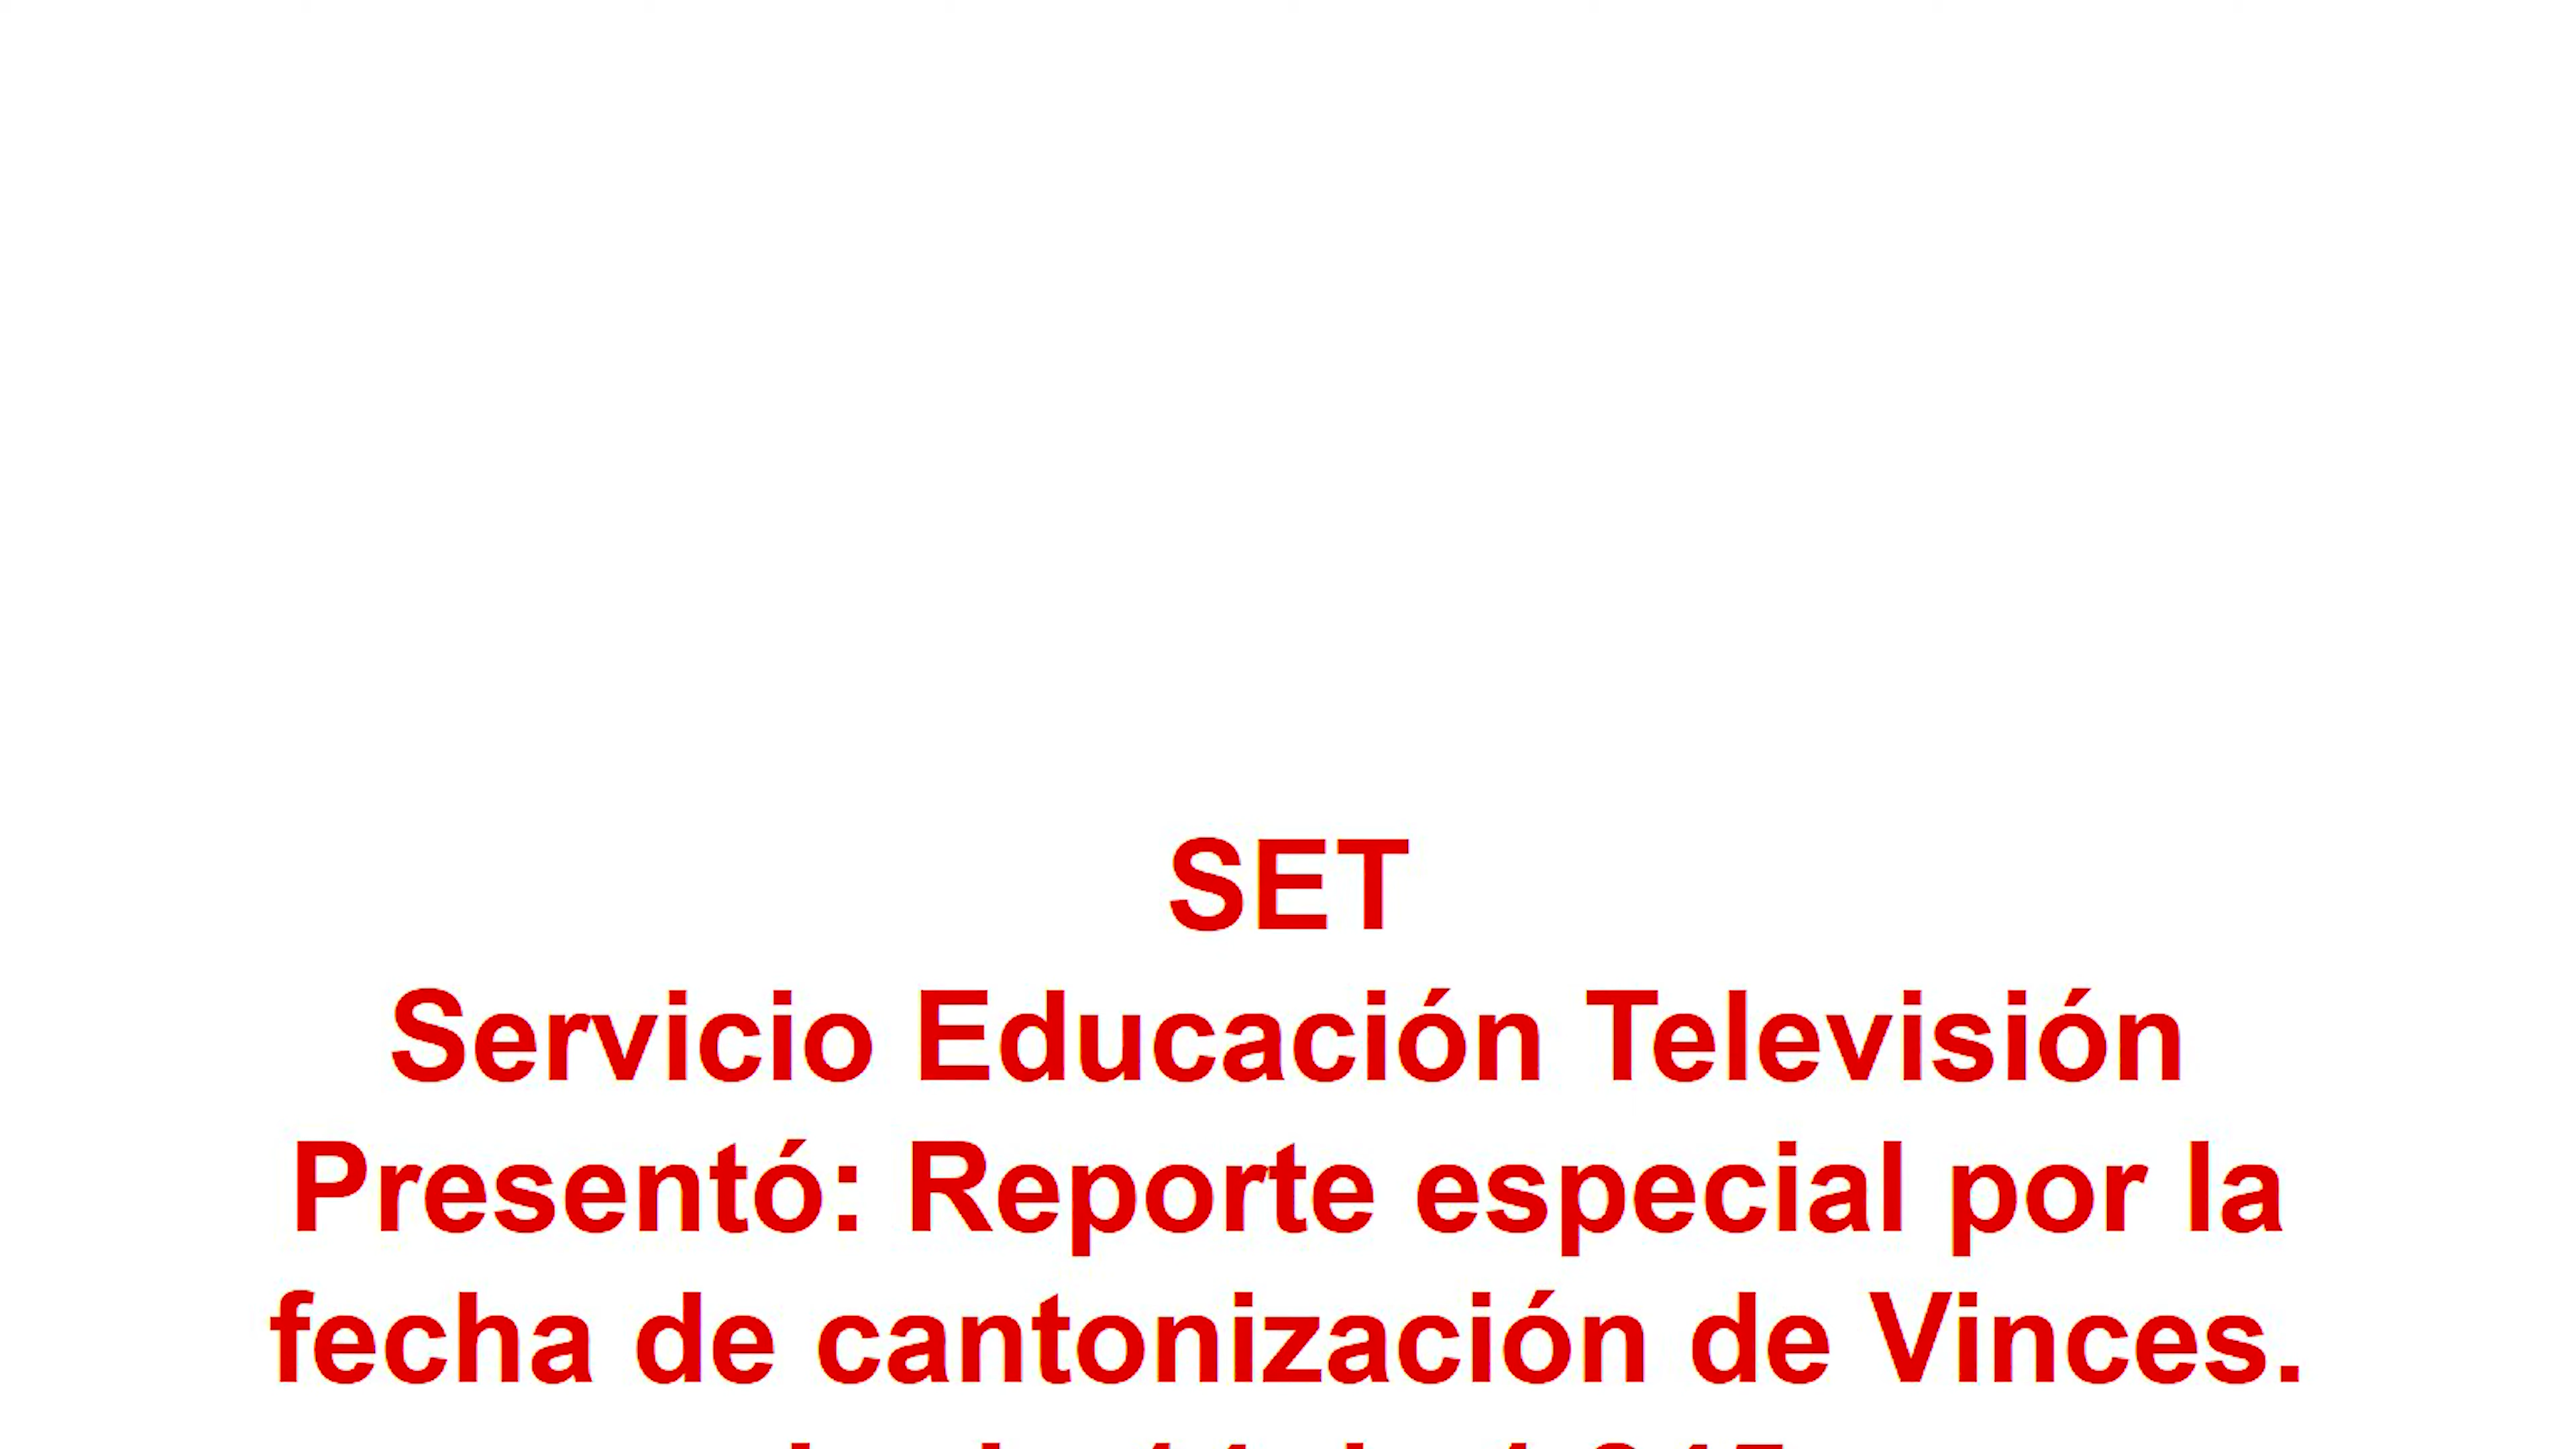 SET
Servicio Educación Televisión
Presentó: Reporte especial por la
fecha de cantonización de Vinces.